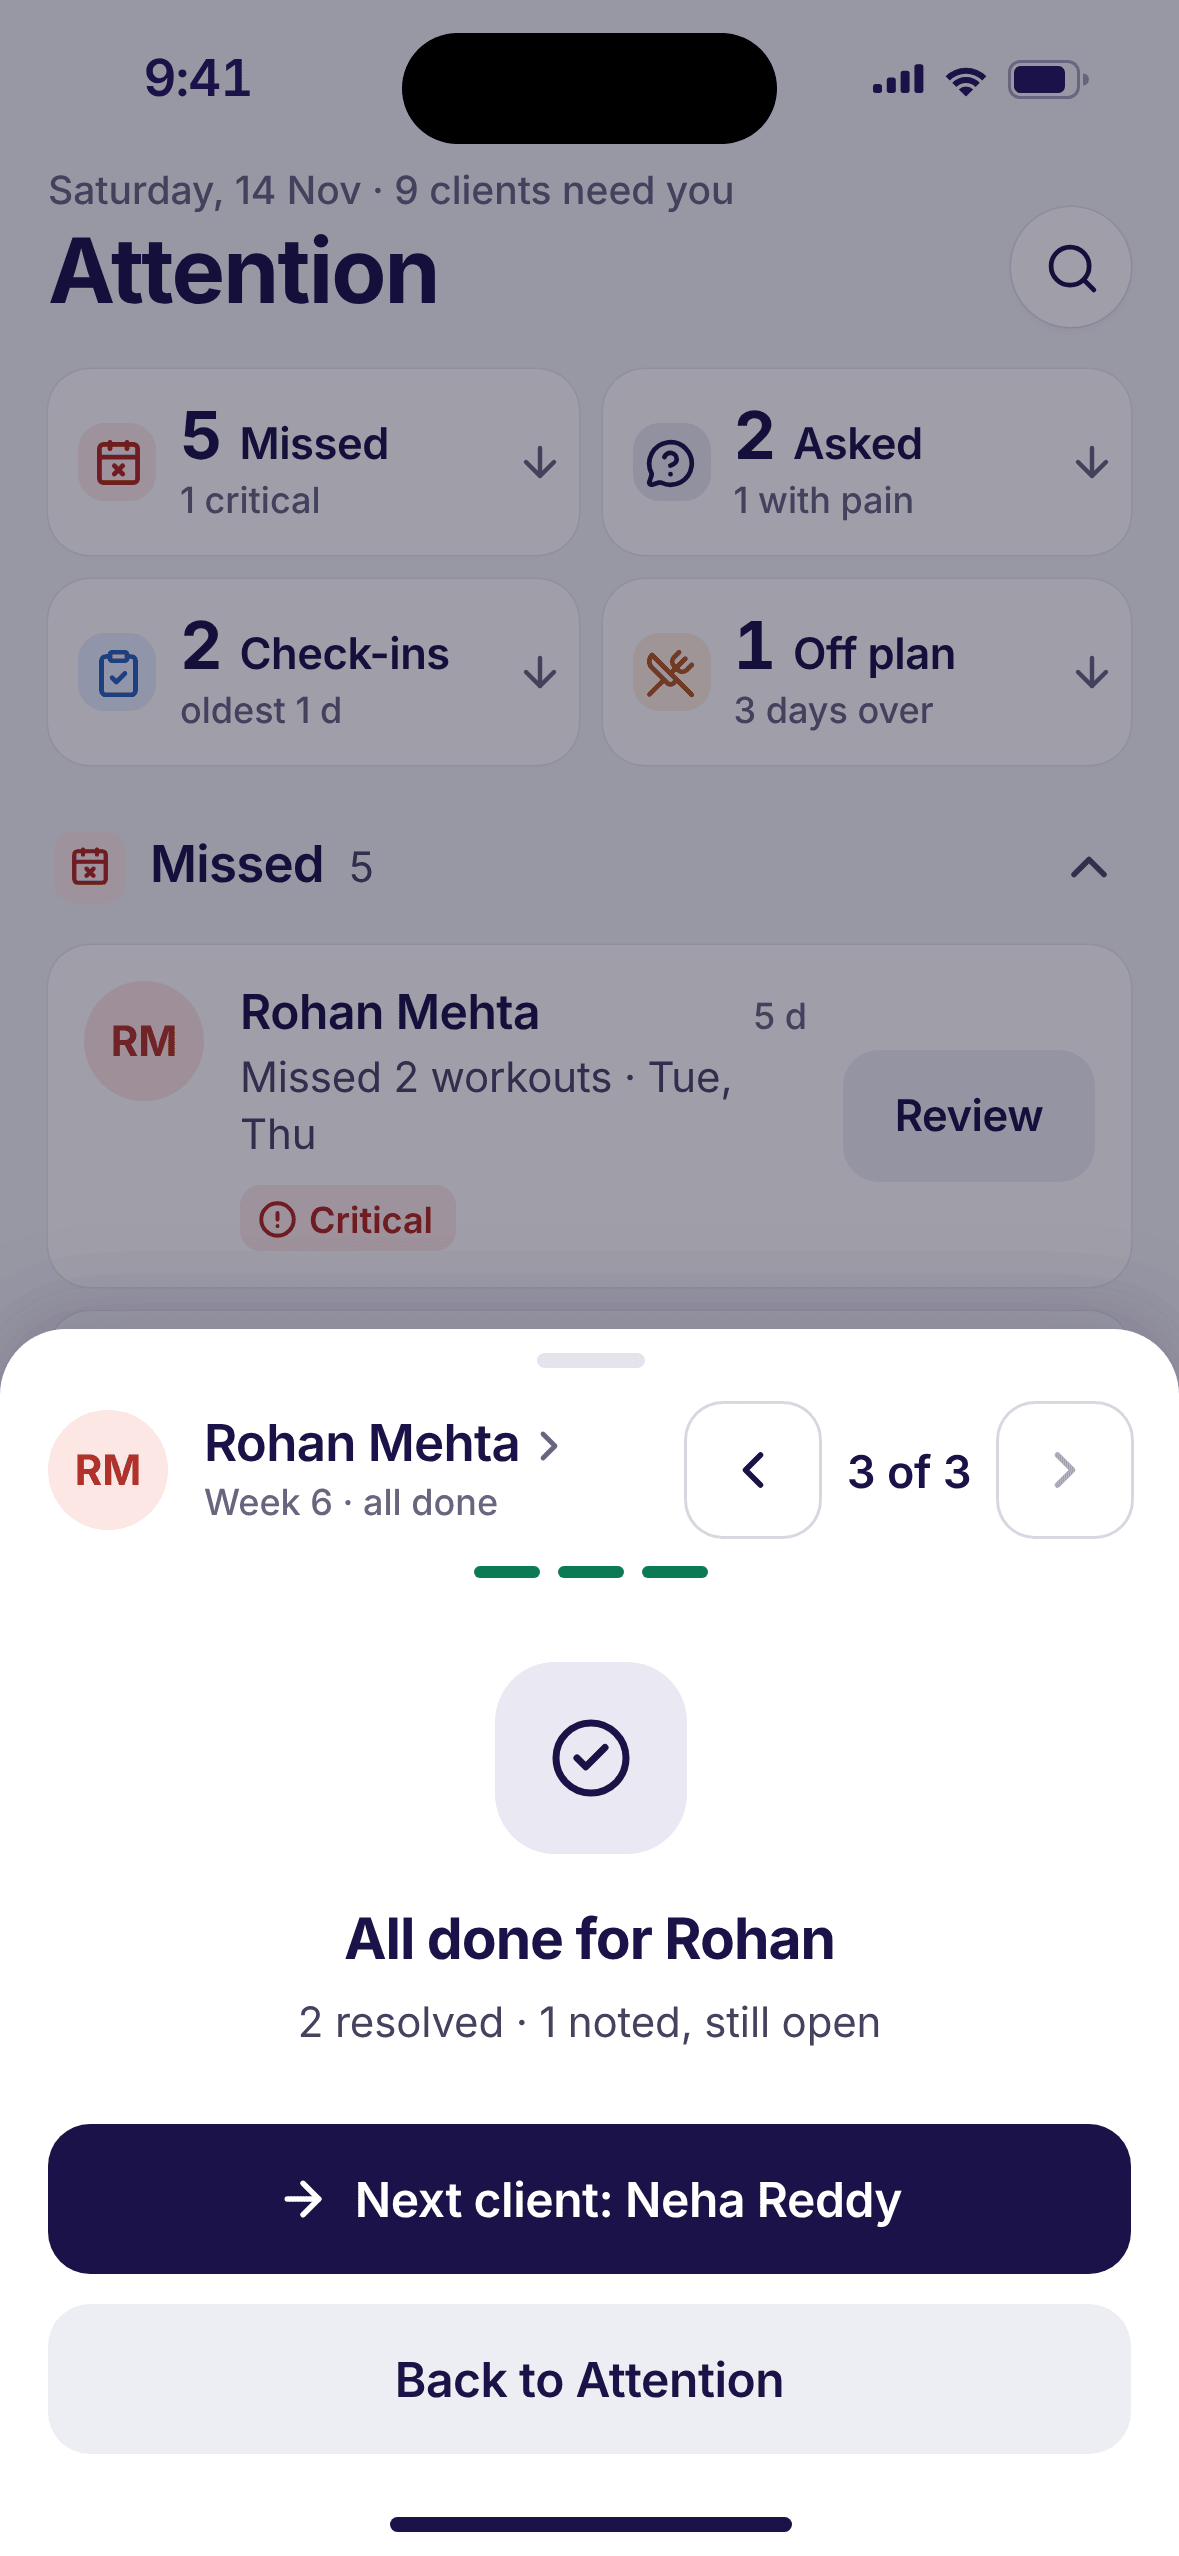 9:41
Saturday, 14 Nov · 9 clients need you
Attention
5 Missed
1 critical
2 Asked
1 with pain
2 Check-ins
oldest 1 d
1 Off plan
3 days over
Missed 5
RM
Rohan Mehta
5 d
Missed 2 workouts · Tue,
Thu
Review
Critical
RM
Rohan Mehta
Week 6 · all done
3 of 3
All done for Rohan
2 resolved · 1 noted, still open
Next client: Neha Reddy
Back to Attention